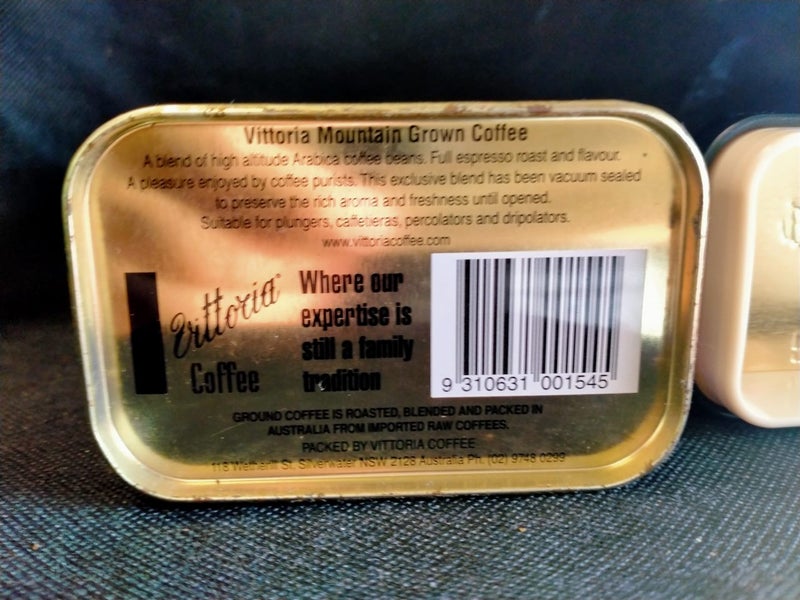 Vittoria Mountain Grown Coffee
A blend of high altitude Arabica coffee beans. Full espresso roast and flavour.
A pleasure enjoyed by coffee purists. This exclusive blend has been vacuum sealed
to preserve the rich aroma and freshness until opened.
Suitable for plungers, caffetieras, percolators and dripolators.
www.vittoriacoffee.com
Vittoria®
Coffee
Where our
expertise is
still a family
tradition
9 310631 001545
GROUND COFFEE IS ROASTED, BLENDED AND PACKED IN
AUSTRALIA FROM IMPORTED RAW COFFEES.
PACKED BY VITTORIA COFFEE
118 Wetherill St. Silverwater NSW 2128 Australia Ph: (02) 9748 0299